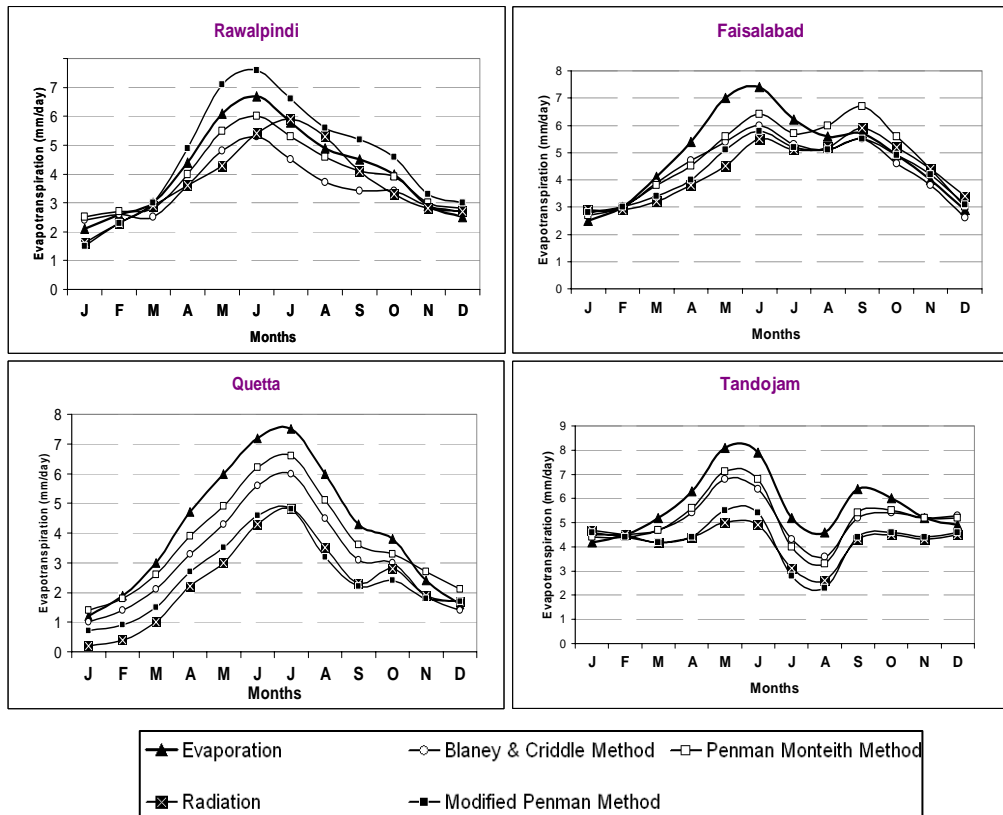 Rawalpindi
Evapotranspiration (mm/day)
7
6
5
4
3
2
1
0
J F M A M J J A S O N D
Months
Faisalabad
Evapotranspiration (mm/day)
8
7
6
5
4
3
2
1
0
J F M A M J J A S O N D
Months
Quetta
Evapotranspiration (mm/day)
8
7
6
5
4
3
2
1
0
J F M A M J J A S O N D
Months
Tandojam
Evapotranspiration (mm/day)
9
8
7
6
5
4
3
2
1
0
J F M A M J J A S O N D
Months
Evaporation Blaney & Criddle Method Penman Monteith Method
Radiation Modified Penman Method